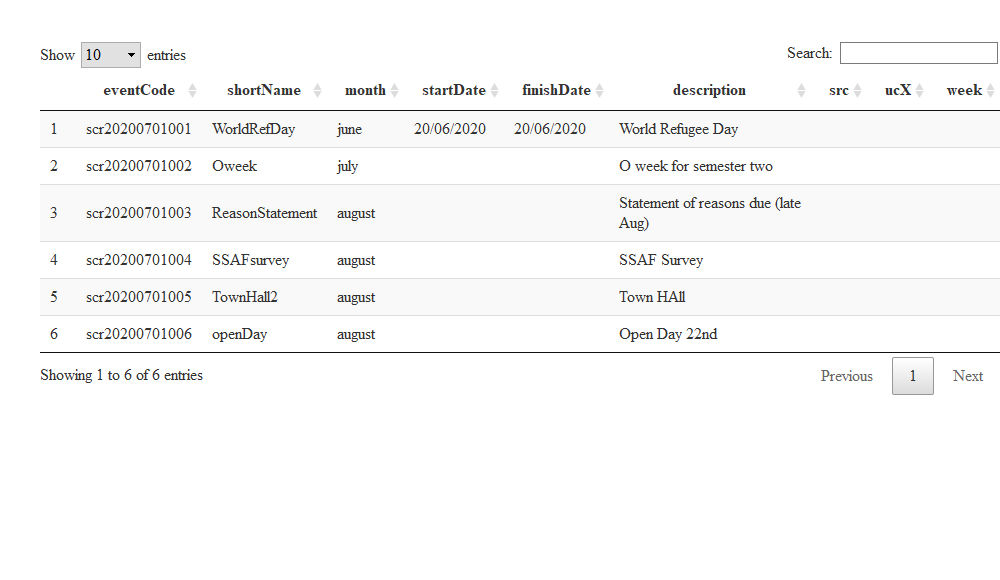 Show 10 entries Search:
eventCode shortName month startDate finishDate description src ucX week
1 scr20200701001 WorldRefDay june 20/06/2020 20/06/2020 World Refugee Day
2 scr20200701002 Oweek july O week for semester two
3 scr20200701003 ReasonStatement august Statement of reasons due (late
Aug)
4 scr20200701004 SSAFsurvey august SSAF Survey
5 scr20200701005 TownHall2 august Town HAll
6 scr20200701006 openDay august Open Day 22nd
Showing 1 to 6 of 6 entries Previous 1 Next